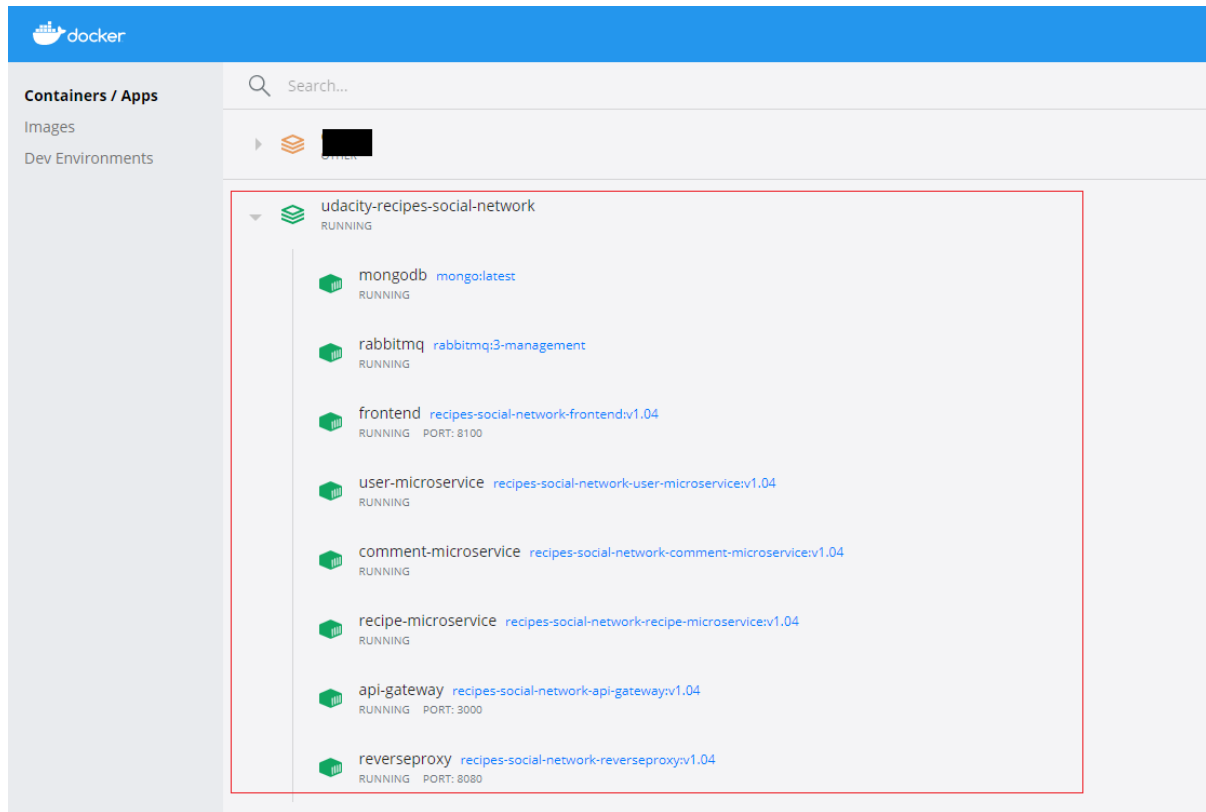 docker
Containers / Apps
Images
Dev Environments
Search...
udacity-recipes-social-network
RUNNING
mongodb mongo:latest
RUNNING
rabbitmq rabbitmq:3-management
RUNNING
frontend recipes-social-network-frontend:v1.04
RUNNING PORT: 8100
user-microservice recipes-social-network-user-microservice:v1.04
RUNNING
comment-microservice recipes-social-network-comment-microservice:v1.04
RUNNING
recipe-microservice recipes-social-network-recipe-microservice:v1.04
RUNNING
api-gateway recipes-social-network-api-gateway:v1.04
RUNNING PORT: 3000
reverseproxy recipes-social-network-reverseproxy:v1.04
RUNNING PORT: 8080